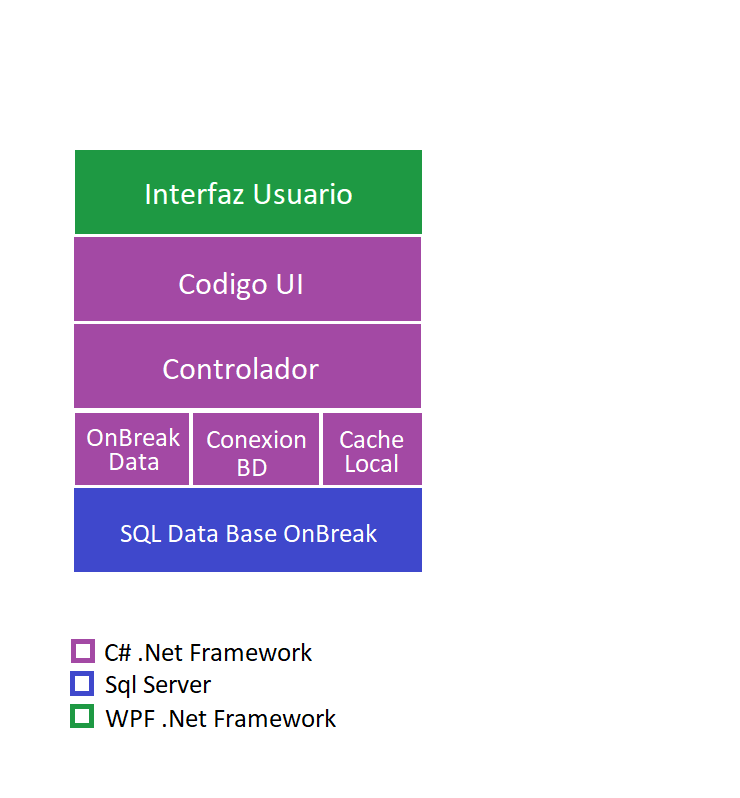 Interfaz Usuario
Codigo UI
Controlador
OnBreak
Data
Conexion
BD
Cache
Local
SQL Data Base OnBreak
C# .Net Framework
Sql Server
WPF .Net Framework